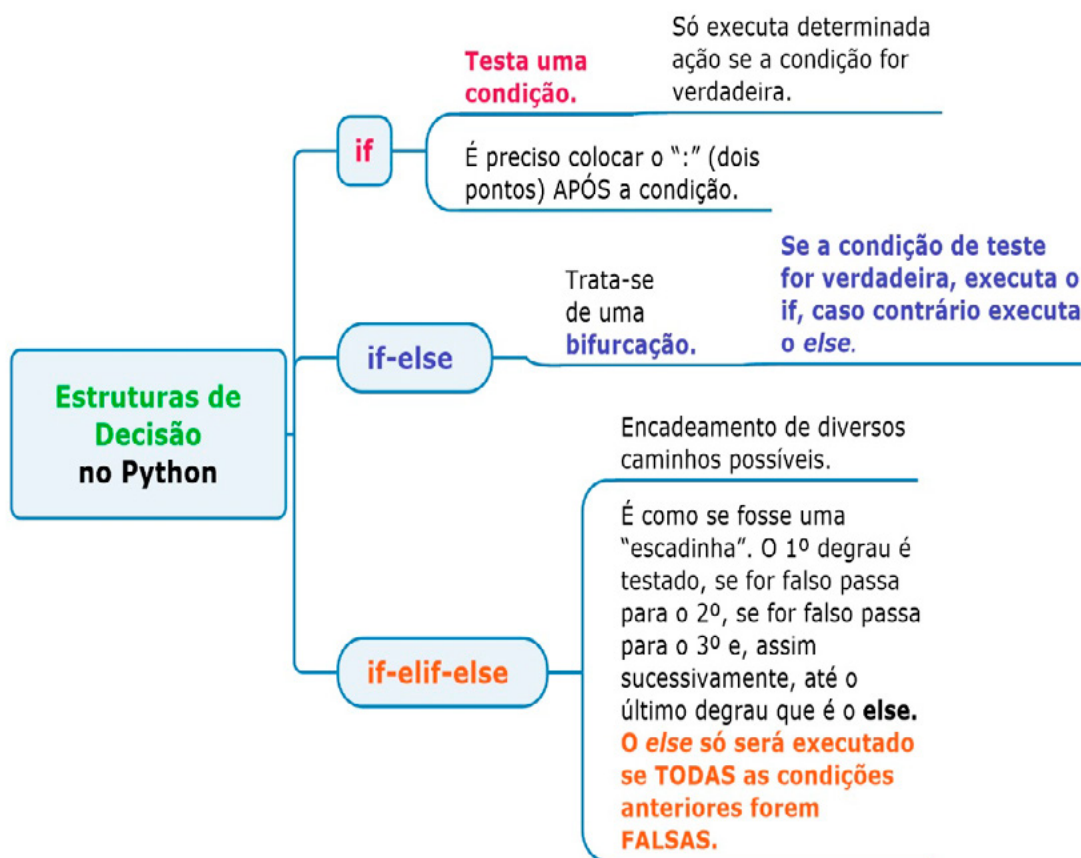 Estruturas de
Decisão
no Python
if
Testa uma
condição.
Só executa determinada
ação se a condição for
verdadeira.
É preciso colocar o “:” (dois
pontos) APÓS a condição.
if-else
Trata-se
de uma
bifurcação.
Se a condição de teste
for verdadeira, executa o
if, caso contrário executa
o else.
if-elif-else
Encadeamento de diversos
caminhos possíveis.
É como se fosse uma
“escadinha”. O 1º degrau é
testado, se for falso passa
para o 2º, se for falso passa
para o 3º e, assim
sucessivamente, até o
último degrau que é o else.
O else só será executado
se TODAS as condições
anteriores forem
FALSAS.